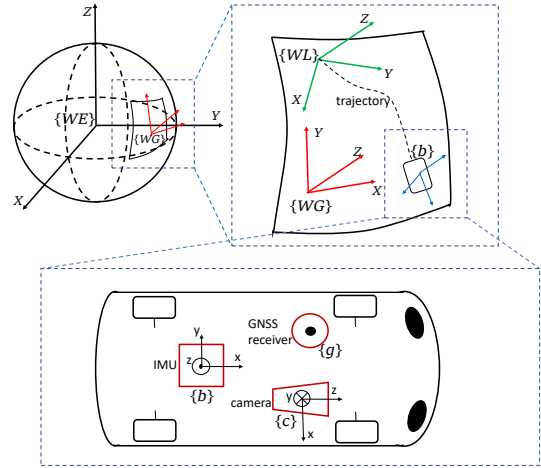 Z
{WE}
Y
X
{WG}
{WL}
Z
Y
X
trajectory
{b}
Y
Z
X
{WG}
GNSS
receiver
{g}
IMU
y
z
x
{b}
camera
y
z
{c}
x